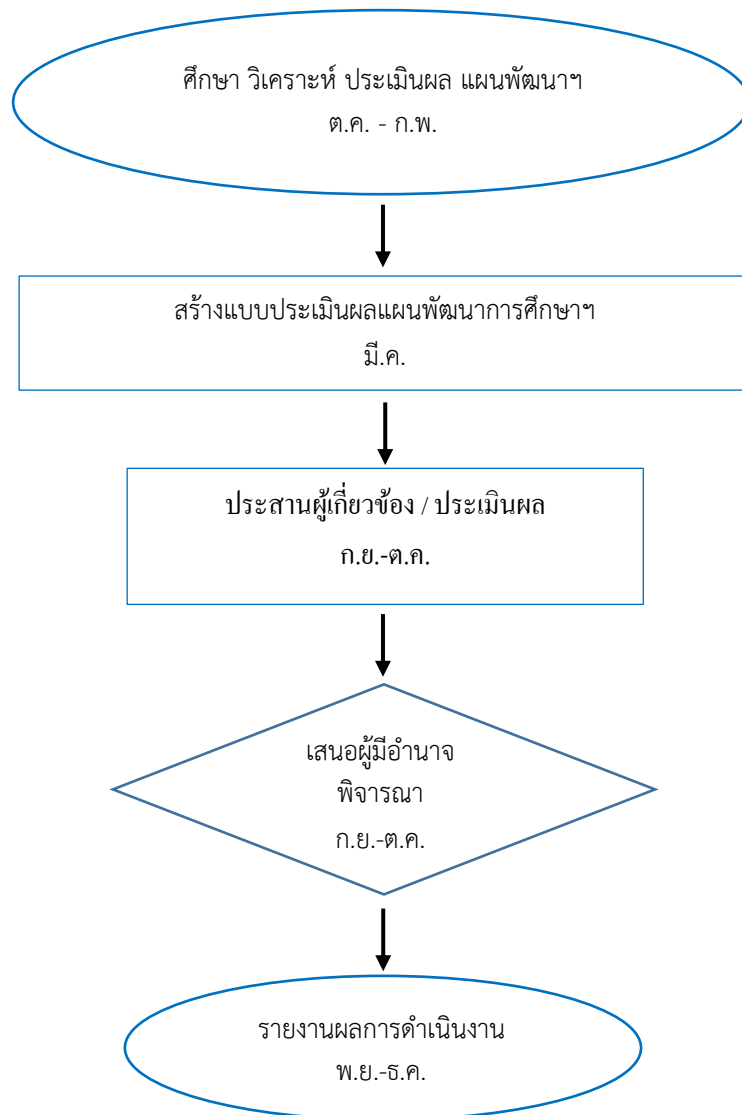 ศึกษา วิเคราะห์ ประเมินผล แผนพัฒนาฯ
ต.ค. - ก.พ.
สร้างแบบประเมินผลแผนพัฒนาการศึกษาฯ
มี.ค.
ประสานผู้เกี่ยวข้อง / ประเมินผล
ก.ย.-ต.ค.
เสนอผู้มีอำนาจ
พิจารณา
ก.ย.-ต.ค.
รายงานผลการดำเนินงาน
พ.ย.-ธ.ค.